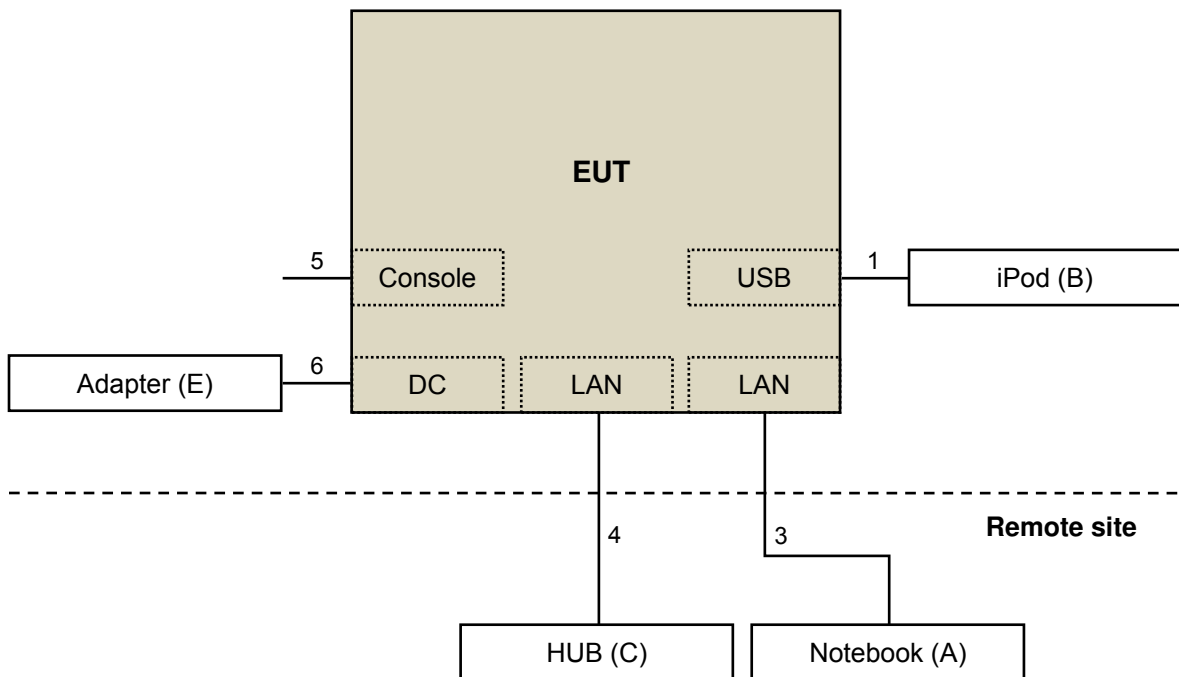 EUT
5
Console
USB
1
iPod (B)
Adapter (E)
6
DC
LAN
LAN
4
3
Remote site
HUB (C)
Notebook (A)